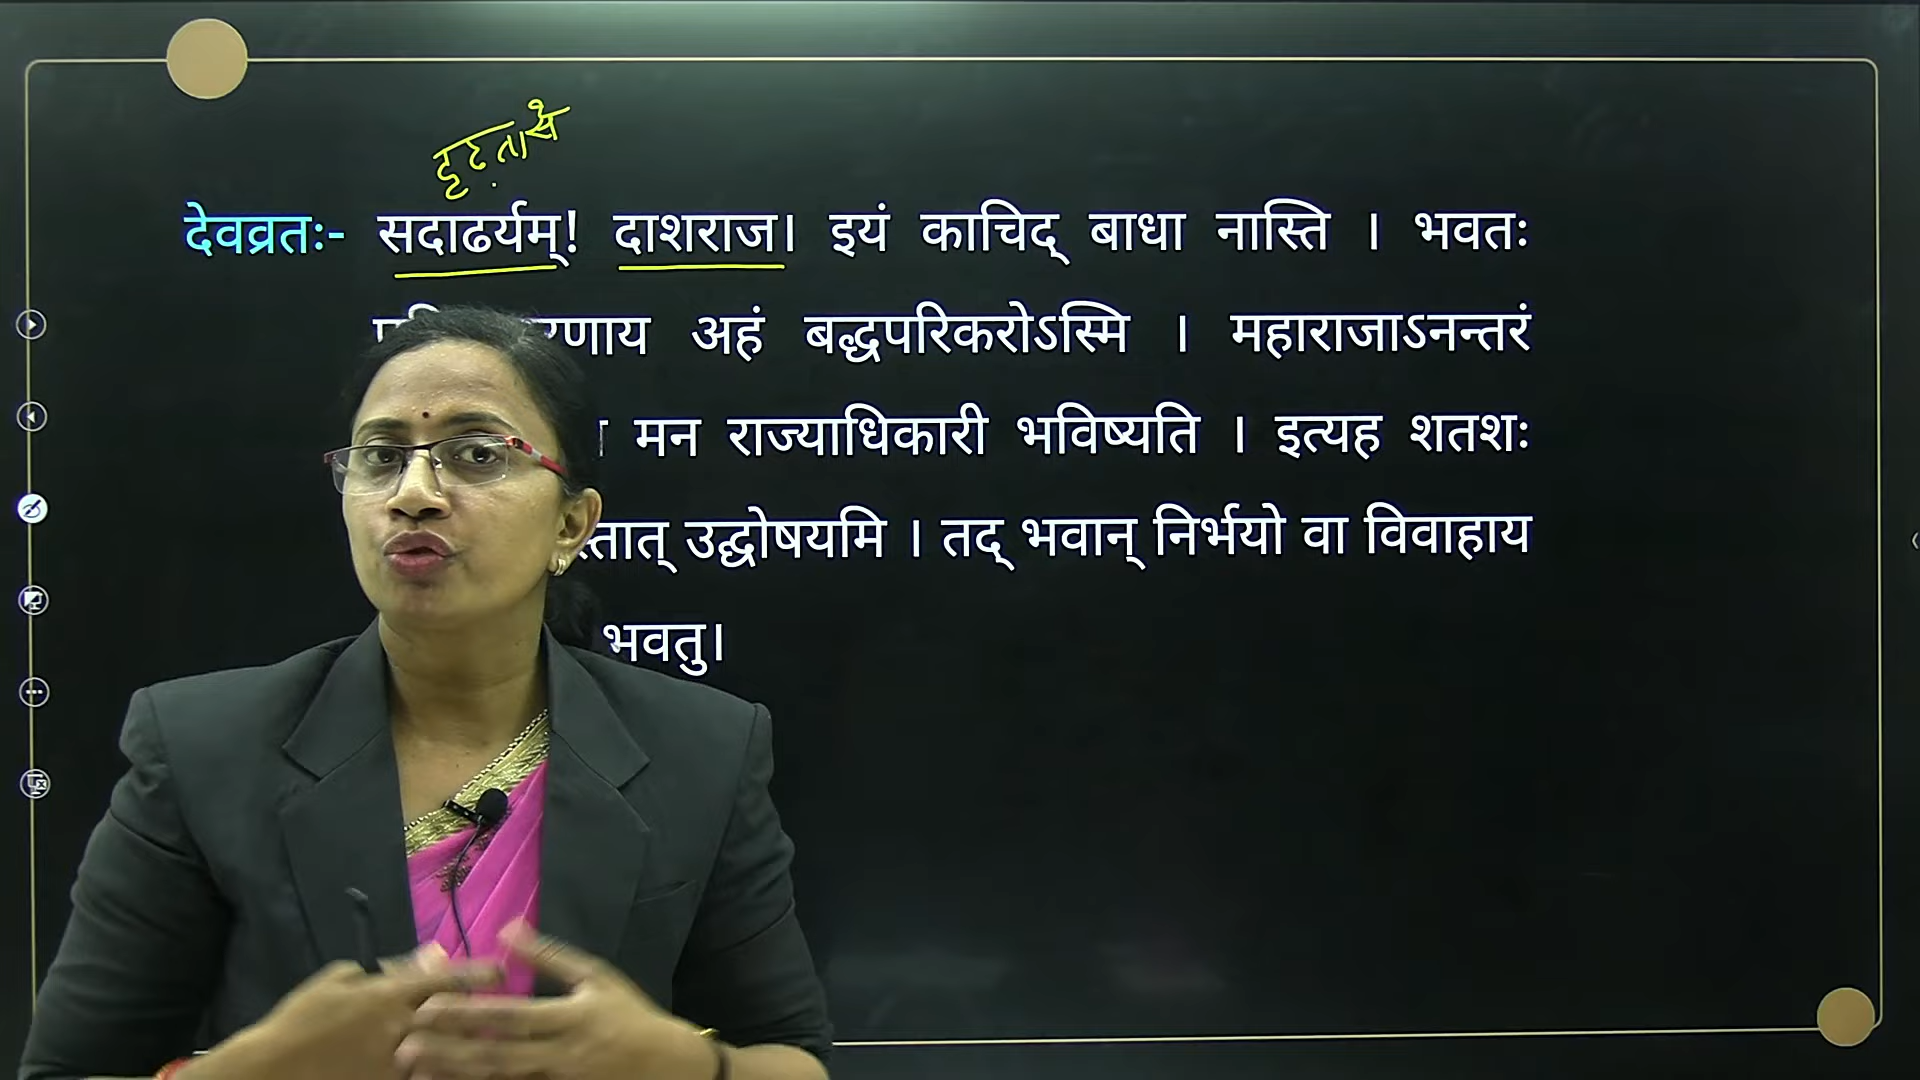 दृढ़ता से
देवव्रतः- सदाढर्यम्! दाशराज। इयं काचिद् बाधा नास्ति । भवतः
अहं बद्धपरिकरोऽस्मि । महाराजाऽनन्तरं
मन राज्याधिकारी भविष्यति । इत्यह शतशः
उद्घोषयमि । तद् भवान् निर्भयो वा विवाहाय
भवतु।